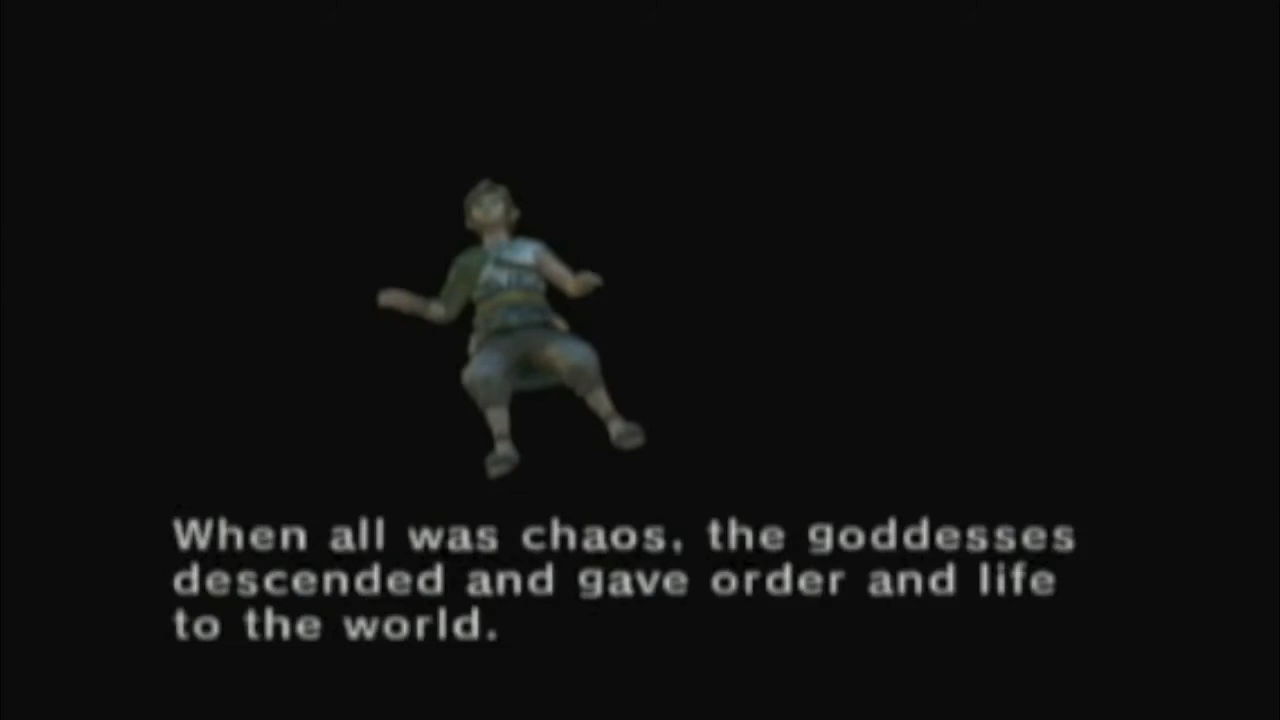 When all was chaos, the goddesses
descended and gave order and life
to the world.